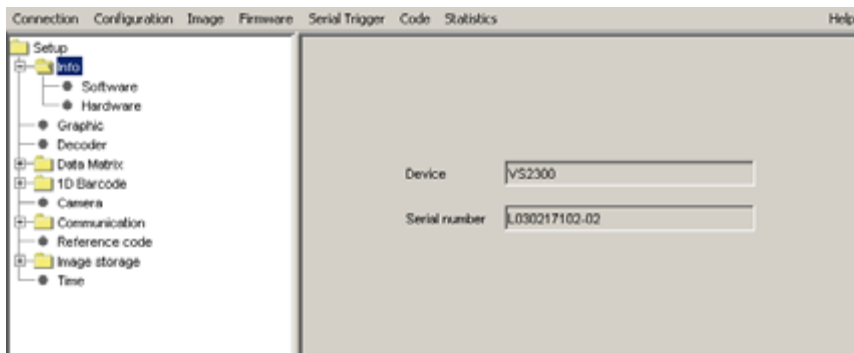 Connection Configuration Image Firmware Serial Trigger Code Statistics Help
Setup
Info
Software
Hardware
Graphic
Decoder
Data Matrix
1D Barcode
Camera
Communication
Reference code
Image storage
Time
Device VS2300
Serial number L030217102-02